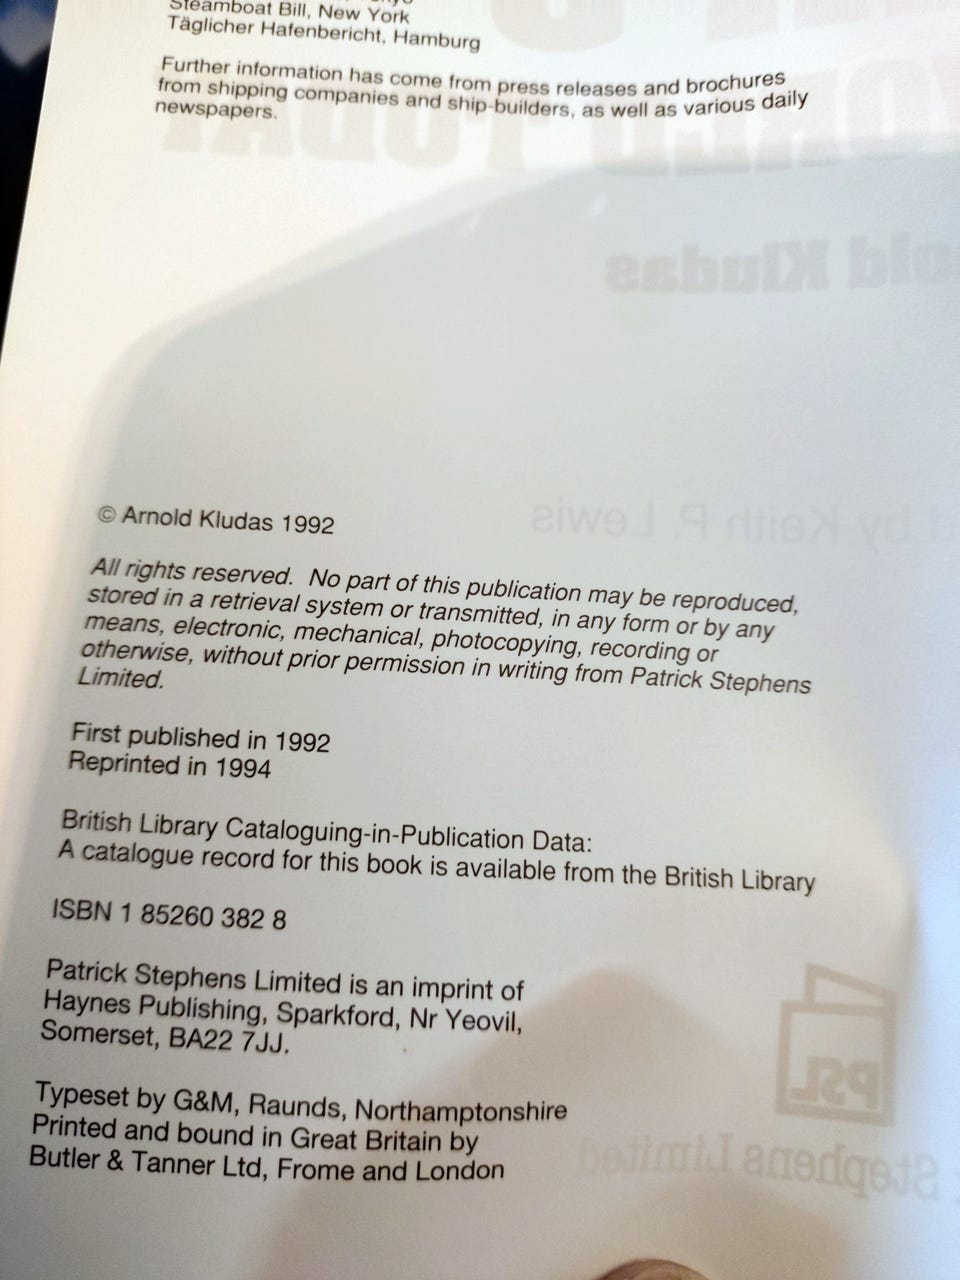 Steamboat Bill, New York
Täglicher Hafenbericht, Hamburg
Further information has come from press releases and brochures
from shipping companies and ship-builders, as well as various daily
newspapers.
© Arnold Kludas 1992
All rights reserved. No part of this publication may be reproduced,
stored in a retrieval system or transmitted, in any form or by any
means, electronic, mechanical, photocopying, recording or
otherwise, without prior permission in writing from Patrick Stephens
Limited.
First published in 1992
Reprinted in 1994
British Library Cataloguing-in-Publication Data:
A catalogue record for this book is available from the British Library
ISBN 1 85260 382 8
Patrick Stephens Limited is an imprint of
Haynes Publishing, Sparkford, Nr Yeovil,
Somerset, BA22 7JJ.
Typeset by G&M, Raunds, Northamptonshire
Printed and bound in Great Britain by
Butler & Tanner Ltd, Frome and London